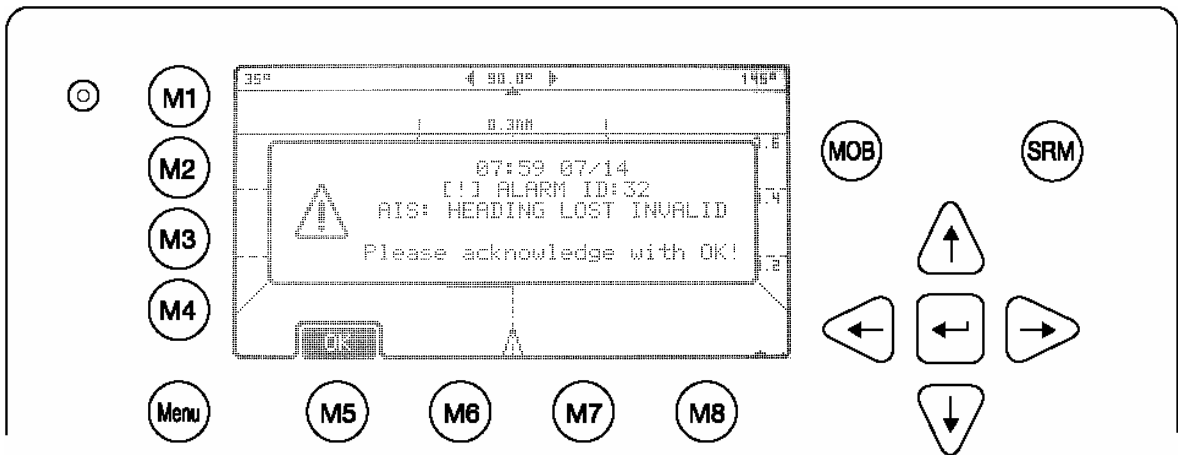 M1
M2
M3
M4
Menu
M5
M6
M7
M8
MOB
SRM
35° 90.0° 145°
0.3NM
07:59 07/14
[!] ALARM ID:32
AIS: HEADING LOST INVALID
Please acknowledge with OK!
.6
.4
.2
Ok